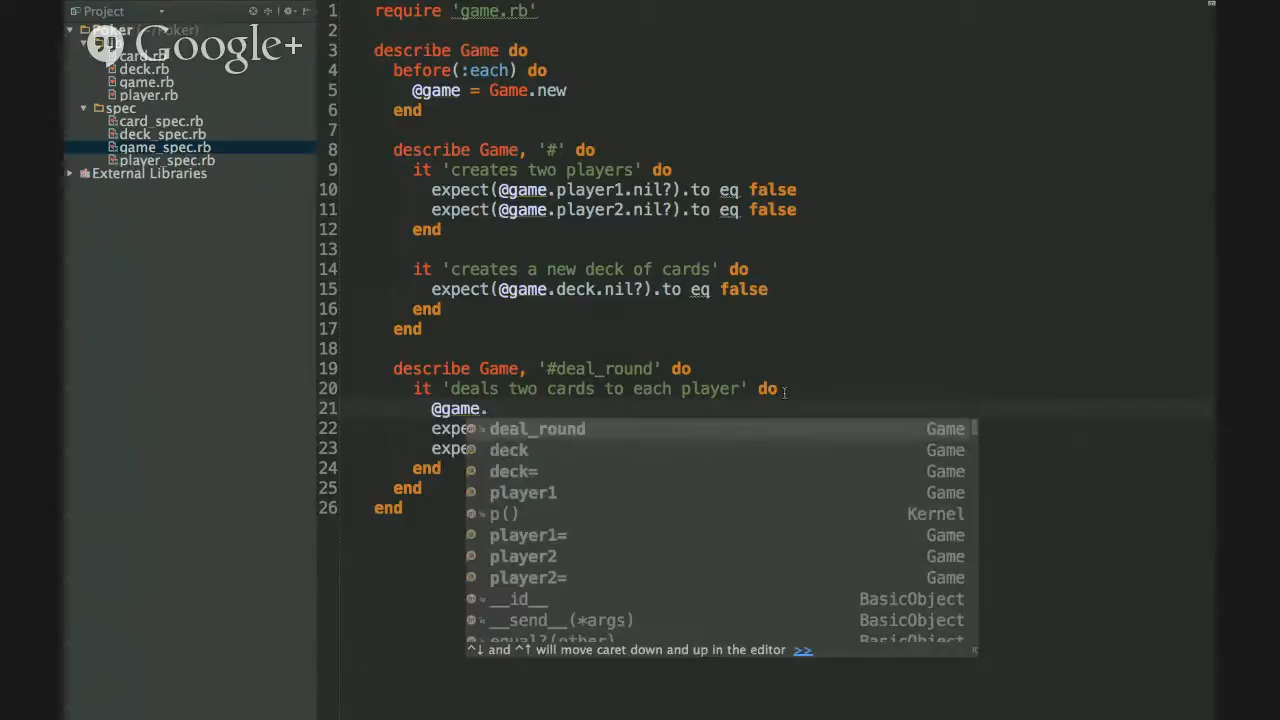 Project
Poker (~/Poker)
Google+
card.rb
deck.rb
game.rb
player.rb
spec
card_spec.rb
deck_spec.rb
game_spec.rb
player_spec.rb
External Libraries
1 require 'game.rb'
2
3 describe Game do
4 before(:each) do
5 @game = Game.new
6 end
7
8 describe Game, '#' do
9 it 'creates two players' do
10 expect(@game.player1.nil?).to eq false
11 expect(@game.player2.nil?).to eq false
12 end
13
14 it 'creates a new deck of cards' do
15 expect(@game.deck.nil?).to eq false
16 end
17 end
18
19 describe Game, '#deal_round' do
20 it 'deals two cards to each player' do
21 @game.
22 expe
23 expe
24 end
25 end
26 end
deal_round Game
deck Game
deck= Game
player1 Game
p() Kernel
player1= Game
player2 Game
player2= Game
__id__ BasicObject
__send__(*args) BasicObject
equal?(other) BasicObject
^↓ and ^↑ will move caret down and up in the editor >>